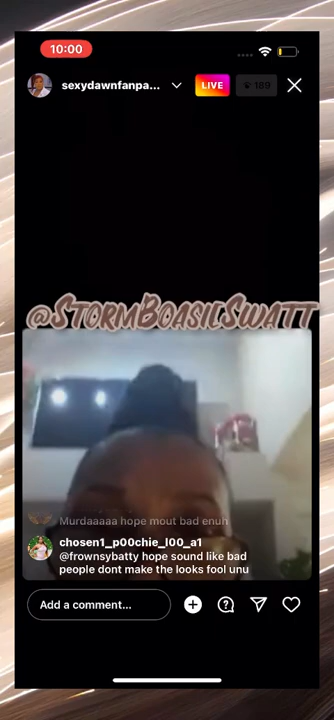 10:00
sexydawnfanpa...
LIVE
189
@StormBoasilSwatt
Murdaaaaa hope mout bad enuh
chosen1_p00chie_l00_a1
@frownsybatty hope sound like bad
people dont make the looks fool unu
Add a comment...